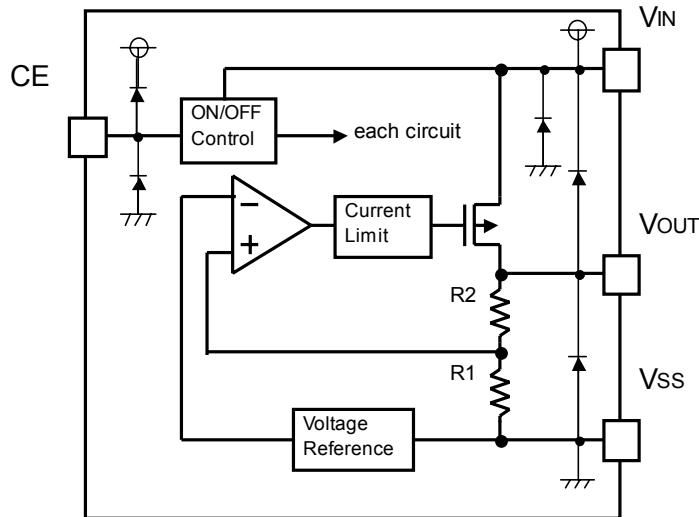 VIN
CE
ON/OFF
Control
each circuit
−
+
Current
Limit
VOUT
R2
R1
VSS
Voltage
Reference